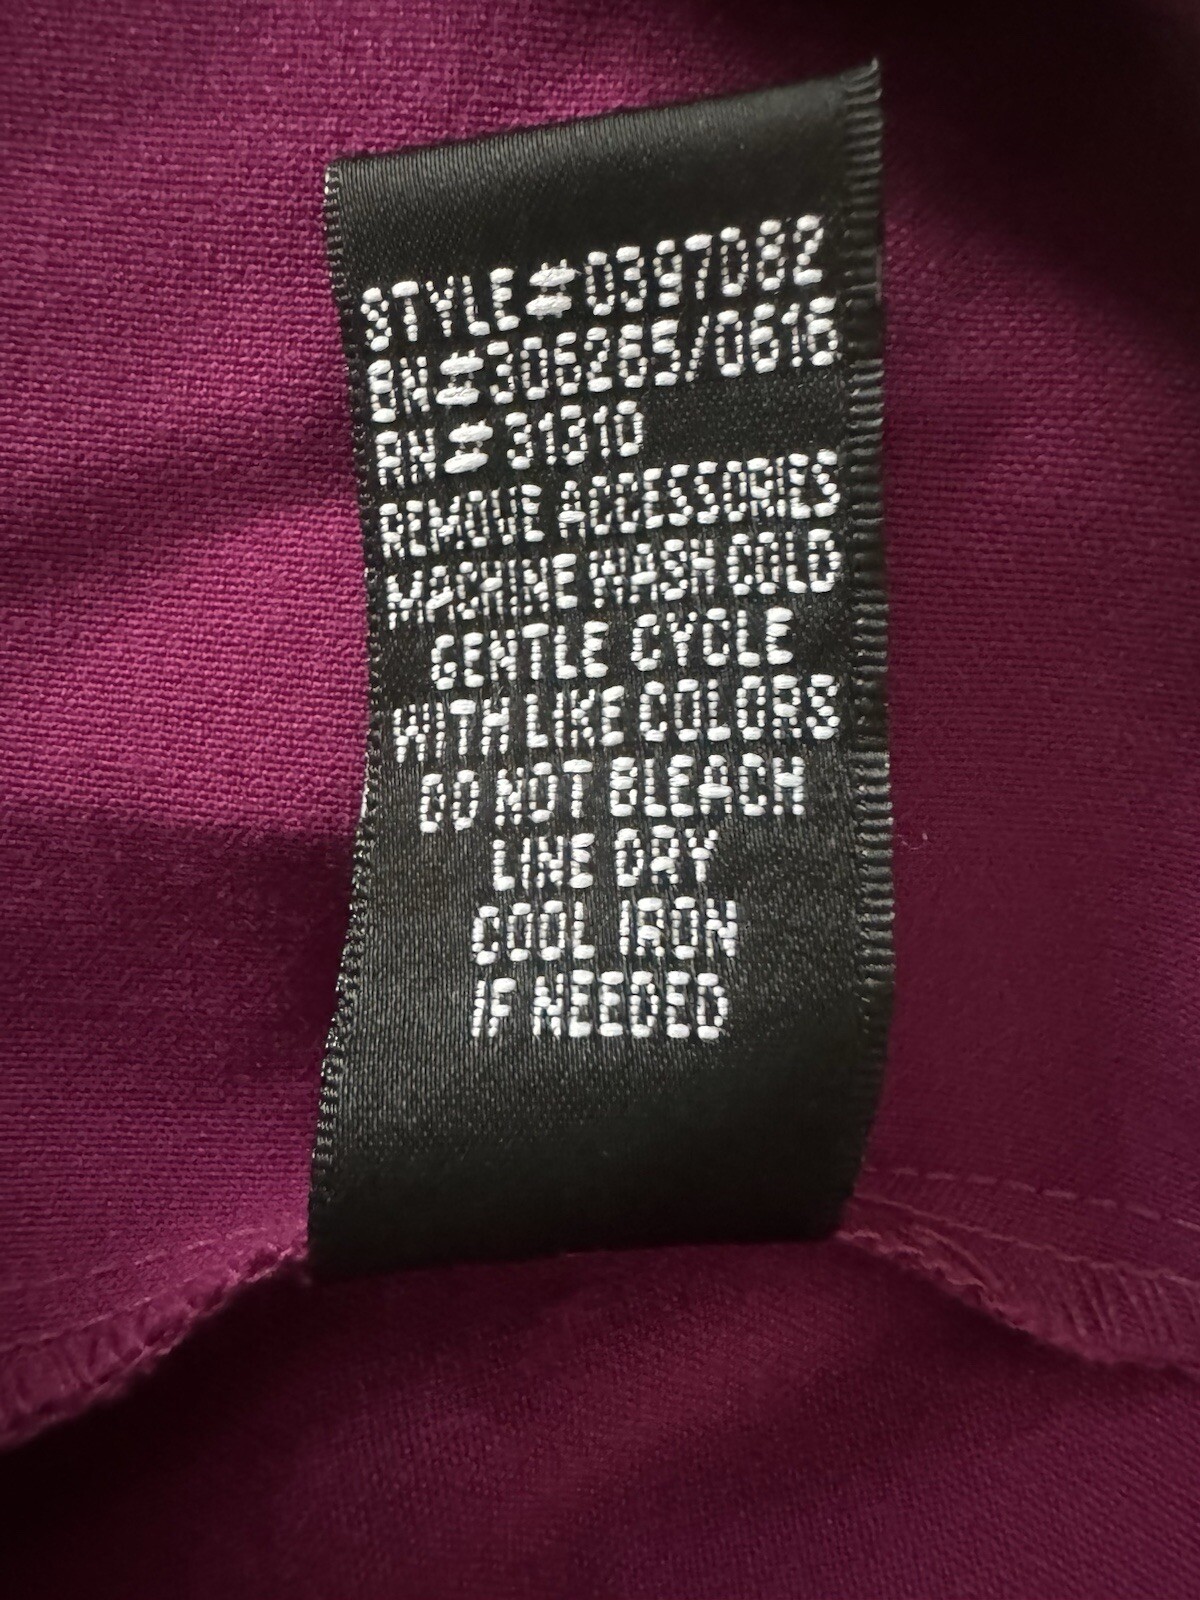 STYLE#0397082
BN#306265/0616
RN#31310
REMOVE ACCESSORIES
MACHINE WASH COLD
GENTLE CYCLE
WITH LIKE COLORS
DO NOT BLEACH
LINE DRY
COOL IRON
IF NEEDED